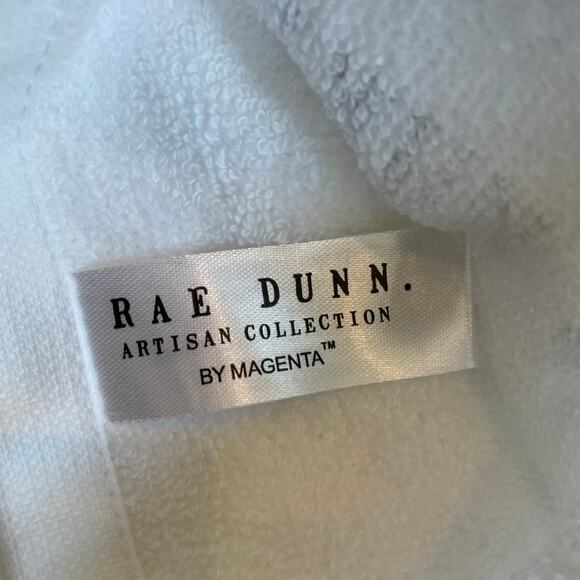 RAE DUNN.
ARTISAN COLLECTION
BY MAGENTA™